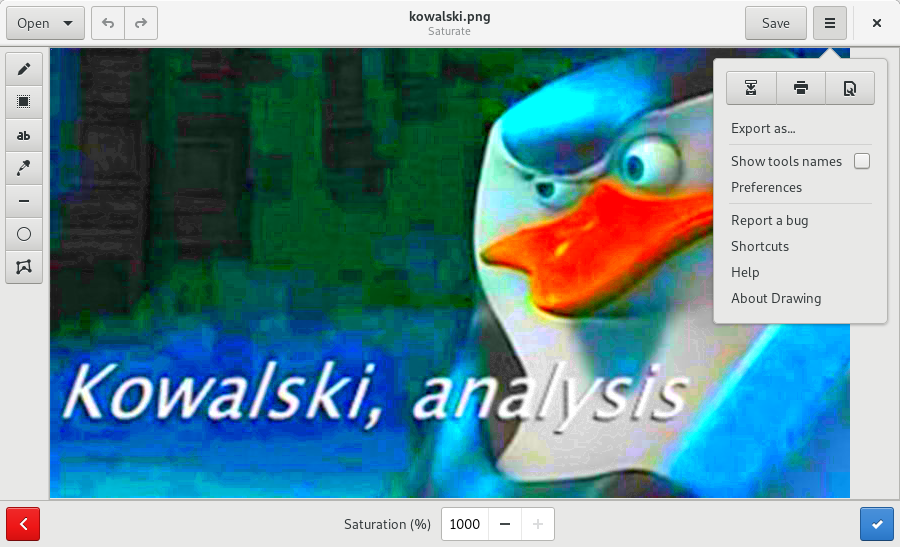 Open
kowalski.png
Saturate
Save
ab
Export as...
Show tools names
Preferences
Report a bug
Shortcuts
Help
About Drawing
Kowalski, analysis
Saturation (%) 1000